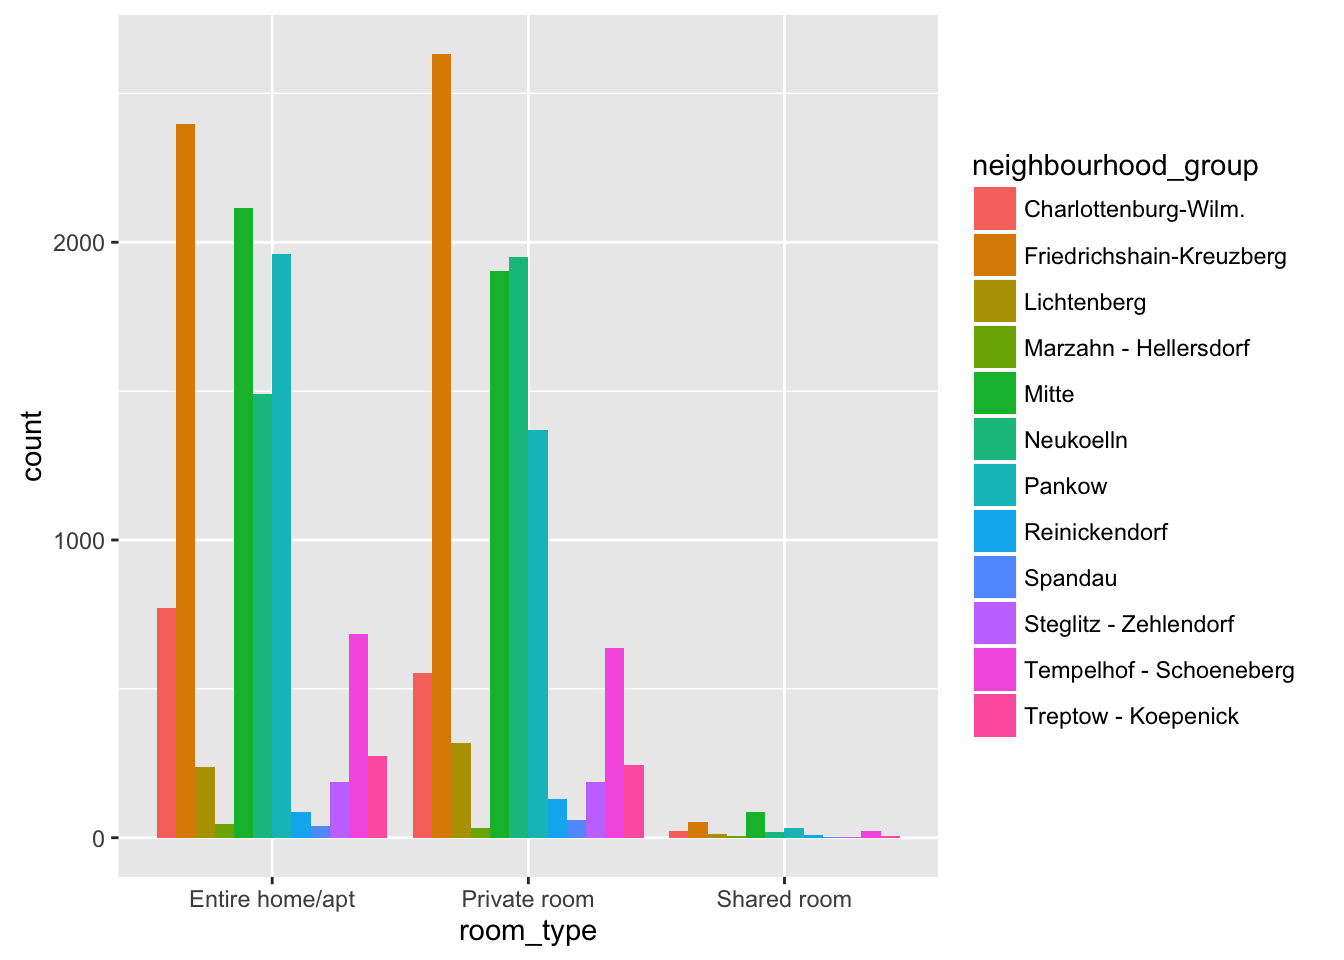 count
2000
1000
0
Entire home/apt
Private room
Shared room
room_type
neighbourhood_group
Charlottenburg-Wilm.
Friedrichshain-Kreuzberg
Lichtenberg
Marzahn - Hellersdorf
Mitte
Neukoelln
Pankow
Reinickendorf
Spandau
Steglitz - Zehlendorf
Tempelhof - Schoeneberg
Treptow - Koepenick